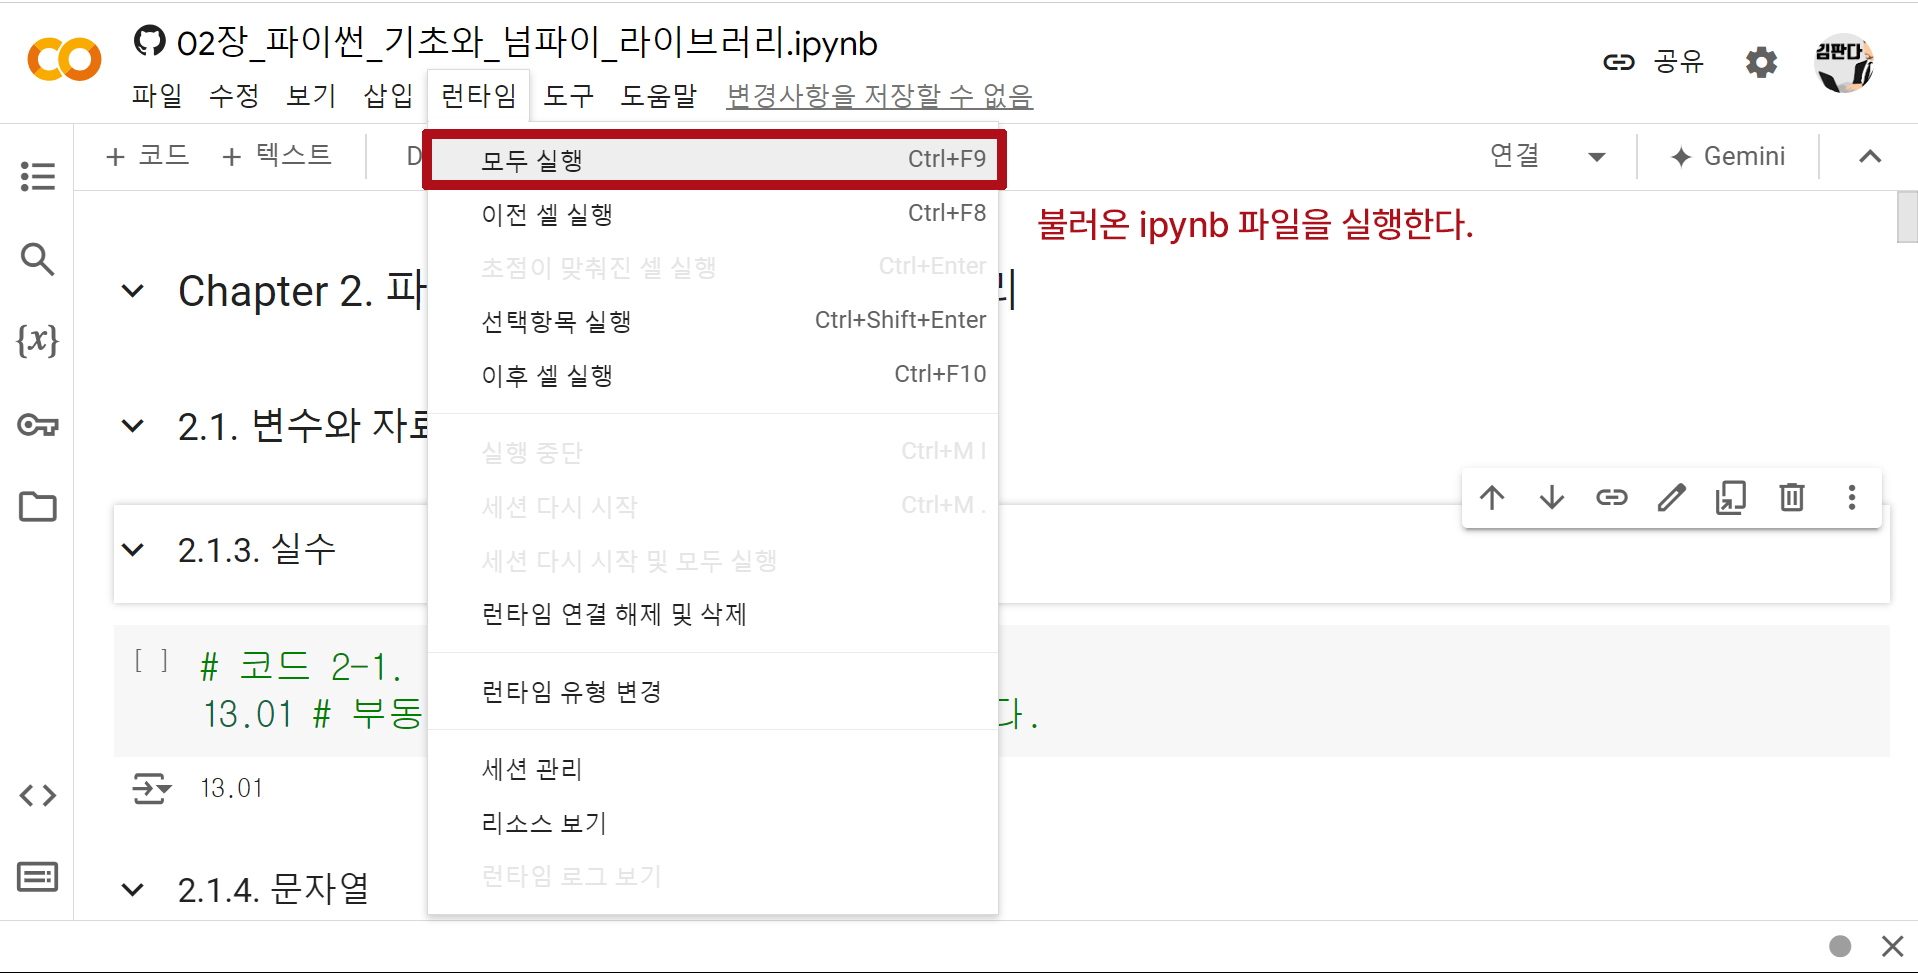 02장_파이썬_기초와_넘파이_라이브러리.ipynb
파일 수정 보기 삽입 런타임 도구 도움말 변경사항을 저장할 수 없음
공유
김판다
+ 코드 + 텍스트
연결
Gemini
모두 실행 Ctrl+F9
이전 셀 실행 Ctrl+F8
초점이 맞춰진 셀 실행 Ctrl+Enter
선택항목 실행 Ctrl+Shift+Enter
이후 셀 실행 Ctrl+F10
실행 중단 Ctrl+M I
세션 다시 시작 Ctrl+M .
세션 다시 시작 및 모두 실행
런타임 연결 해제 및 삭제
런타임 유형 변경
세션 관리
리소스 보기
런타임 로그 보기
불러온 ipynb 파일을 실행한다.
Chapter 2. 파 리
2.1. 변수와 자료
2.1.3. 실수
[ ] # 코드 2-1.
13.01 # 부동 다.
13.01
2.1.4. 문자열
{x}